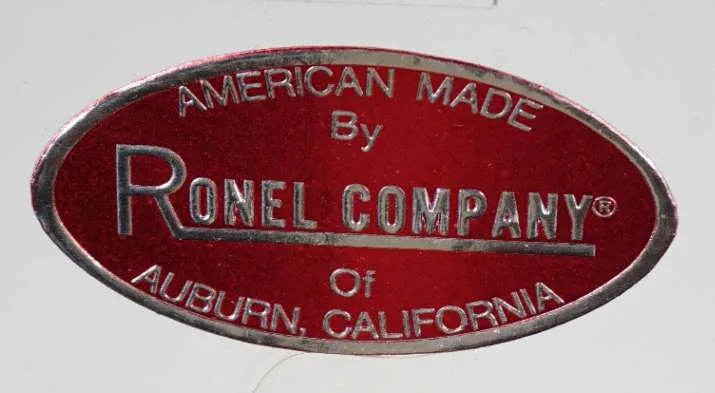 AMERICAN MADE
By
RONEL COMPANY®
Of
AUBURN, CALIFORNIA